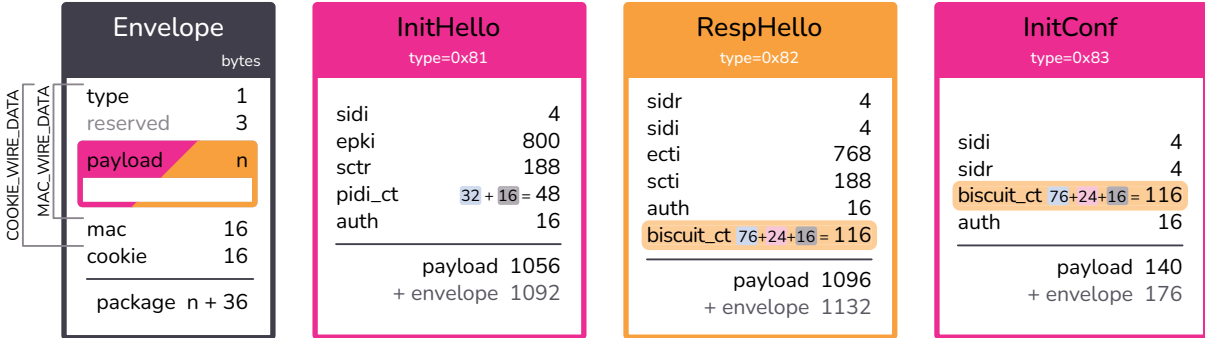 Envelope
bytes
COOKIE_WIRE_DATA
MAC_WIRE_DATA
type 1
reserved 3
payload n
mac 16
cookie 16
package n + 36
InitHello
type=0x81
sidi 4
epki 800
sctr 188
pidi_ct 32 + 16 = 48
auth 16
payload 1056
+ envelope 1092
RespHello
type=0x82
sidr 4
sidi 4
ecti 768
scti 188
auth 16
biscuit_ct 76+24+16 = 116
payload 1096
+ envelope 1132
InitConf
type=0x83
sidi 4
sidr 4
biscuit_ct 76+24+16 = 116
auth 16
payload 140
+ envelope 176